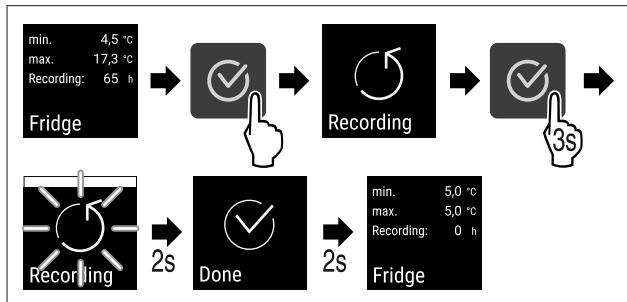 min. 4,5 °C
max. 17,3 °C
Recording: 65 h
Fridge
Recording
3s
Recording
2s
Done
2s
min. 5,0 °C
max. 5,0 °C
Recording: 0 h
Fridge